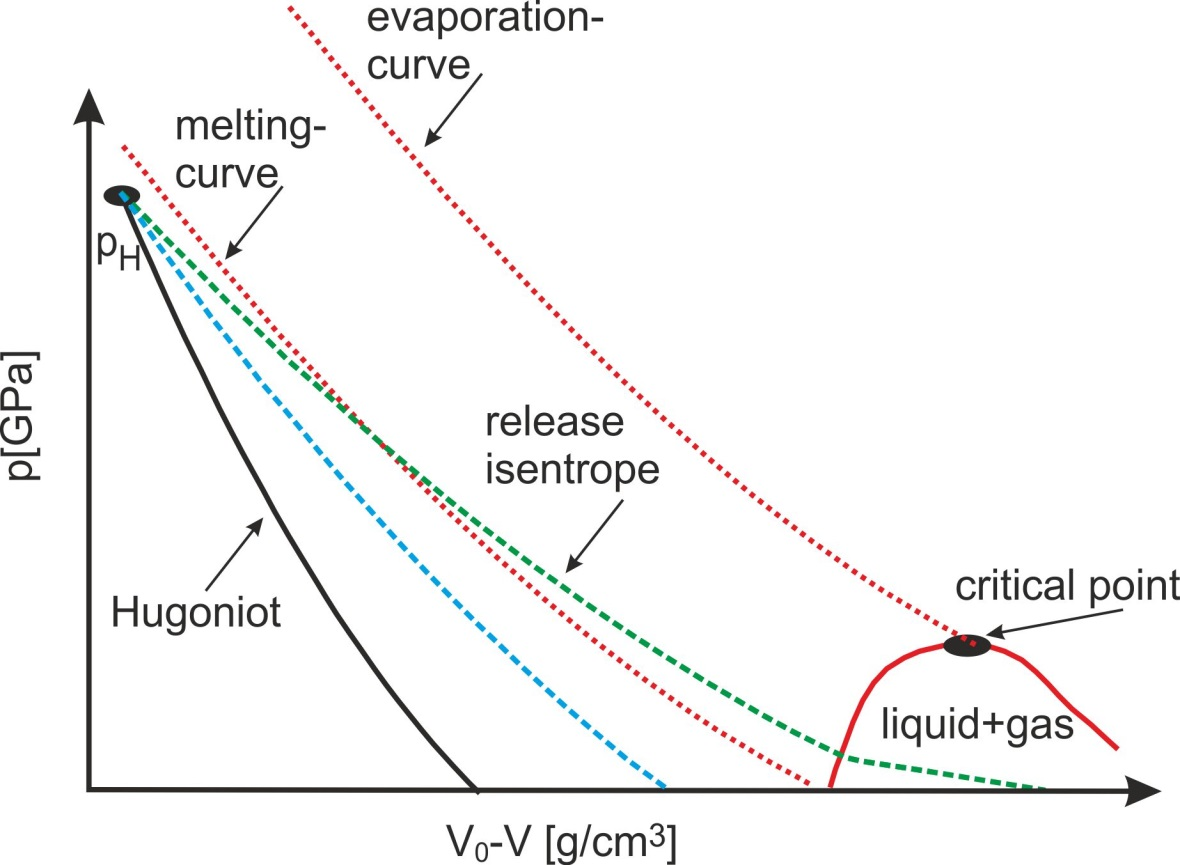 evaporation-
curve
melting-
curve
pH
p[GPa]
release
isentrope
critical point
Hugoniot
liquid+gas
V₀-V [g/cm³]